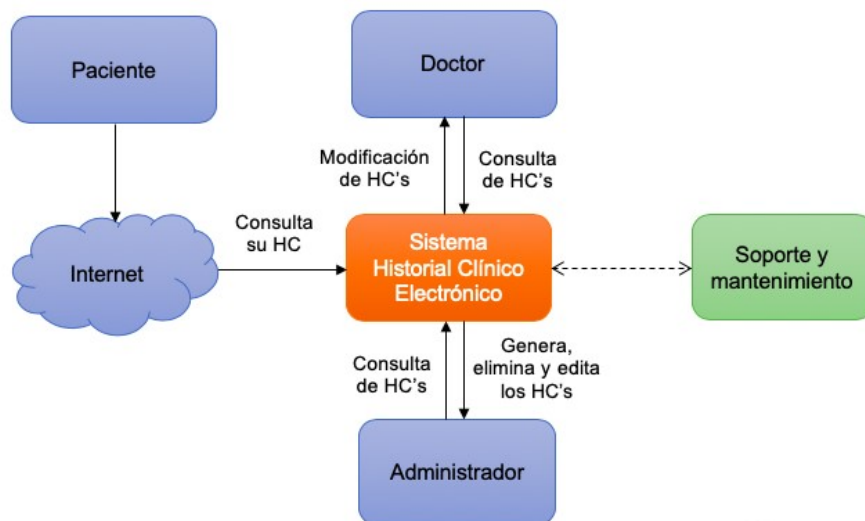 Paciente
Doctor
Modificación
de HC's
Consulta
de HC's
Consulta
su HC
Internet
Sistema
Historial Clínico
Electrónico
Soporte y
mantenimiento
Consulta
de HC's
Genera,
elimina y edita
los HC's
Administrador